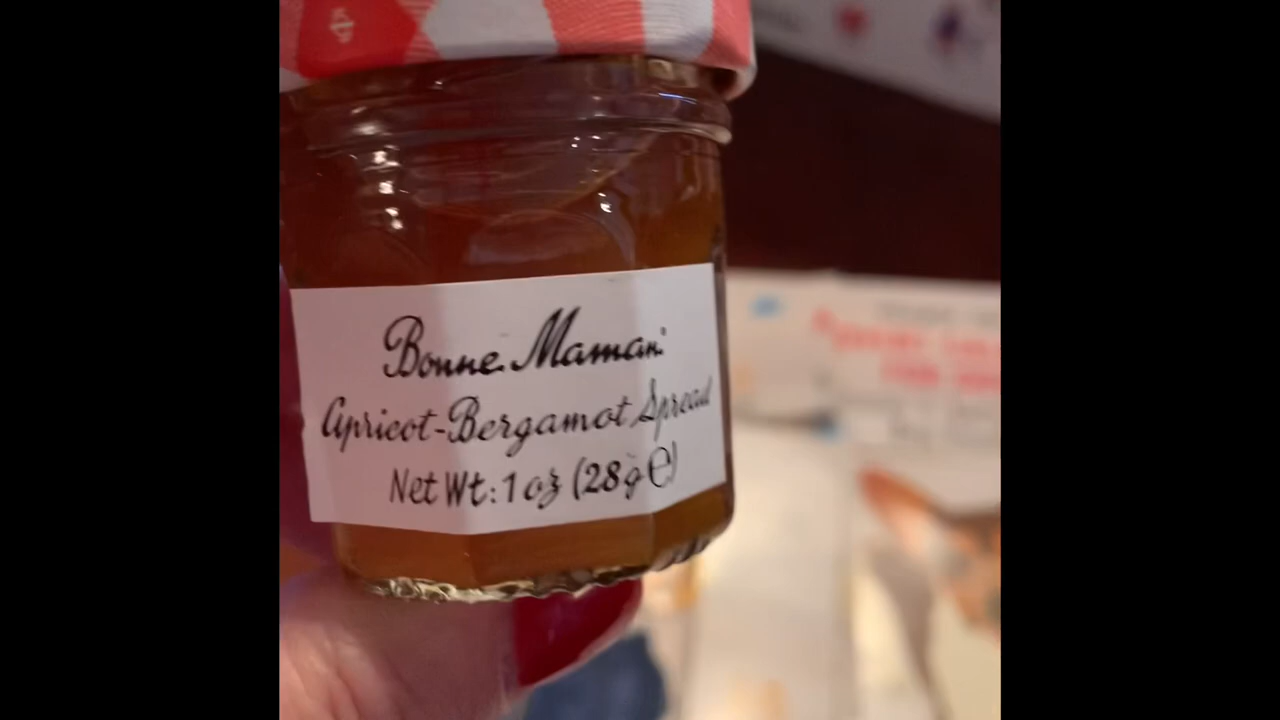 Bonne Maman
Apricot-Bergamot Spread
Net Wt: 1 oz (28g ℮)